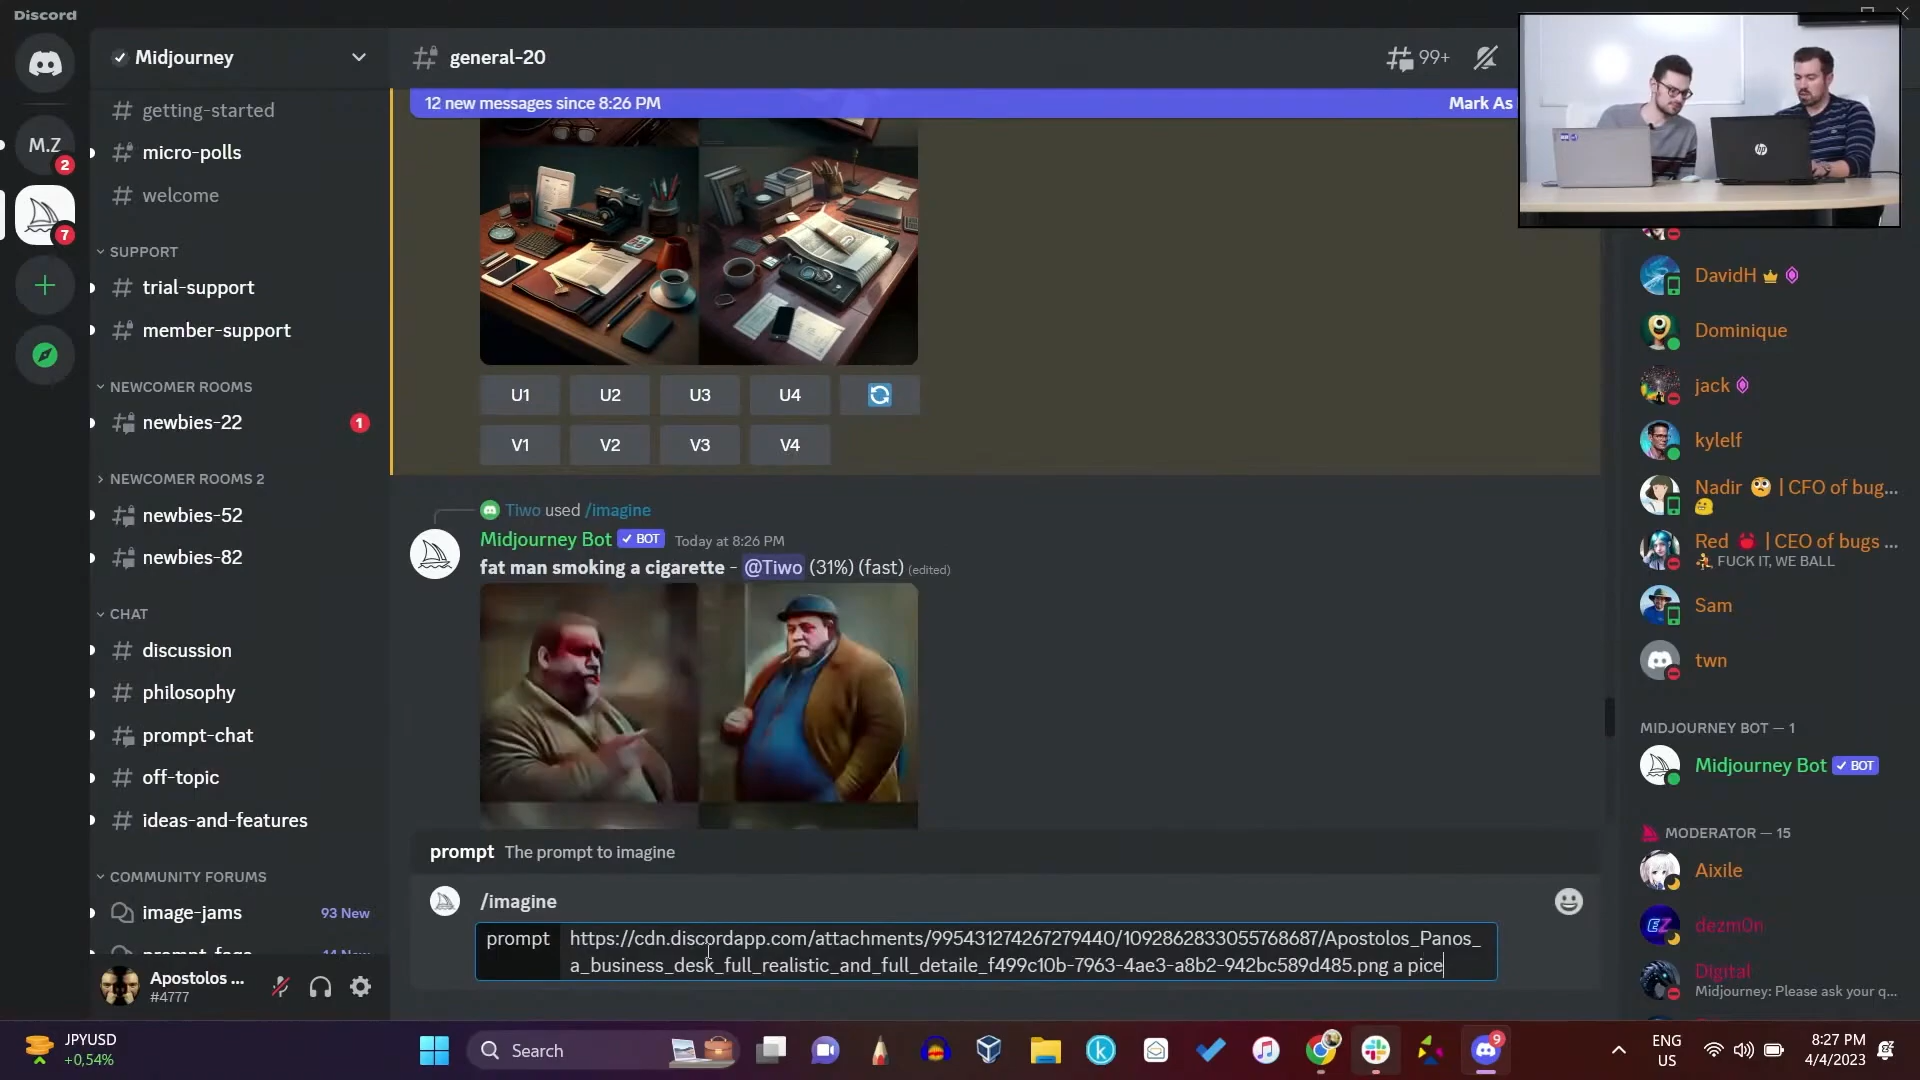 Discord
Midjourney
general-20
99+
12 new messages since 8:26 PM
Mark As
getting-started
micro-polls
welcome
M.Z
2
7
SUPPORT
trial-support
member-support
NEWCOMER ROOMS
newbies-22
1
NEWCOMER ROOMS 2
newbies-52
newbies-82
CHAT
discussion
philosophy
prompt-chat
off-topic
ideas-and-features
COMMUNITY FORUMS
image-jams
93 New
Apostolos ...
#4777
U1
U2
U3
U4
V1
V2
V3
V4
Tiwo used /imagine
Midjourney Bot BOT Today at 8:26 PM
fat man smoking a cigarette - @Tiwo (31%) (fast) (edited)
prompt The prompt to imagine
/imagine
prompt https://cdn.discordapp.com/attachments/995431274267279440/1092862833055768687/Apostolos_Panos_
a_business_desk_full_realistic_and_full_detaile_f499c10b-7963-4ae3-a8b2-942bc589d485.png a pice
hp
DavidH
Dominique
jack
kylelf
Nadir | CFO of bug...
Red | CEO of bugs ...
FUCK IT, WE BALL
Sam
twn
MIDJOURNEY BOT — 1
Midjourney Bot BOT
MODERATOR — 15
Aixile
EZ
dezm0n
Digital
Midjourney: Please ask your q...
JPYUSD
+0,54%
Search
9
ENG
US
8:27 PM
4/4/2023